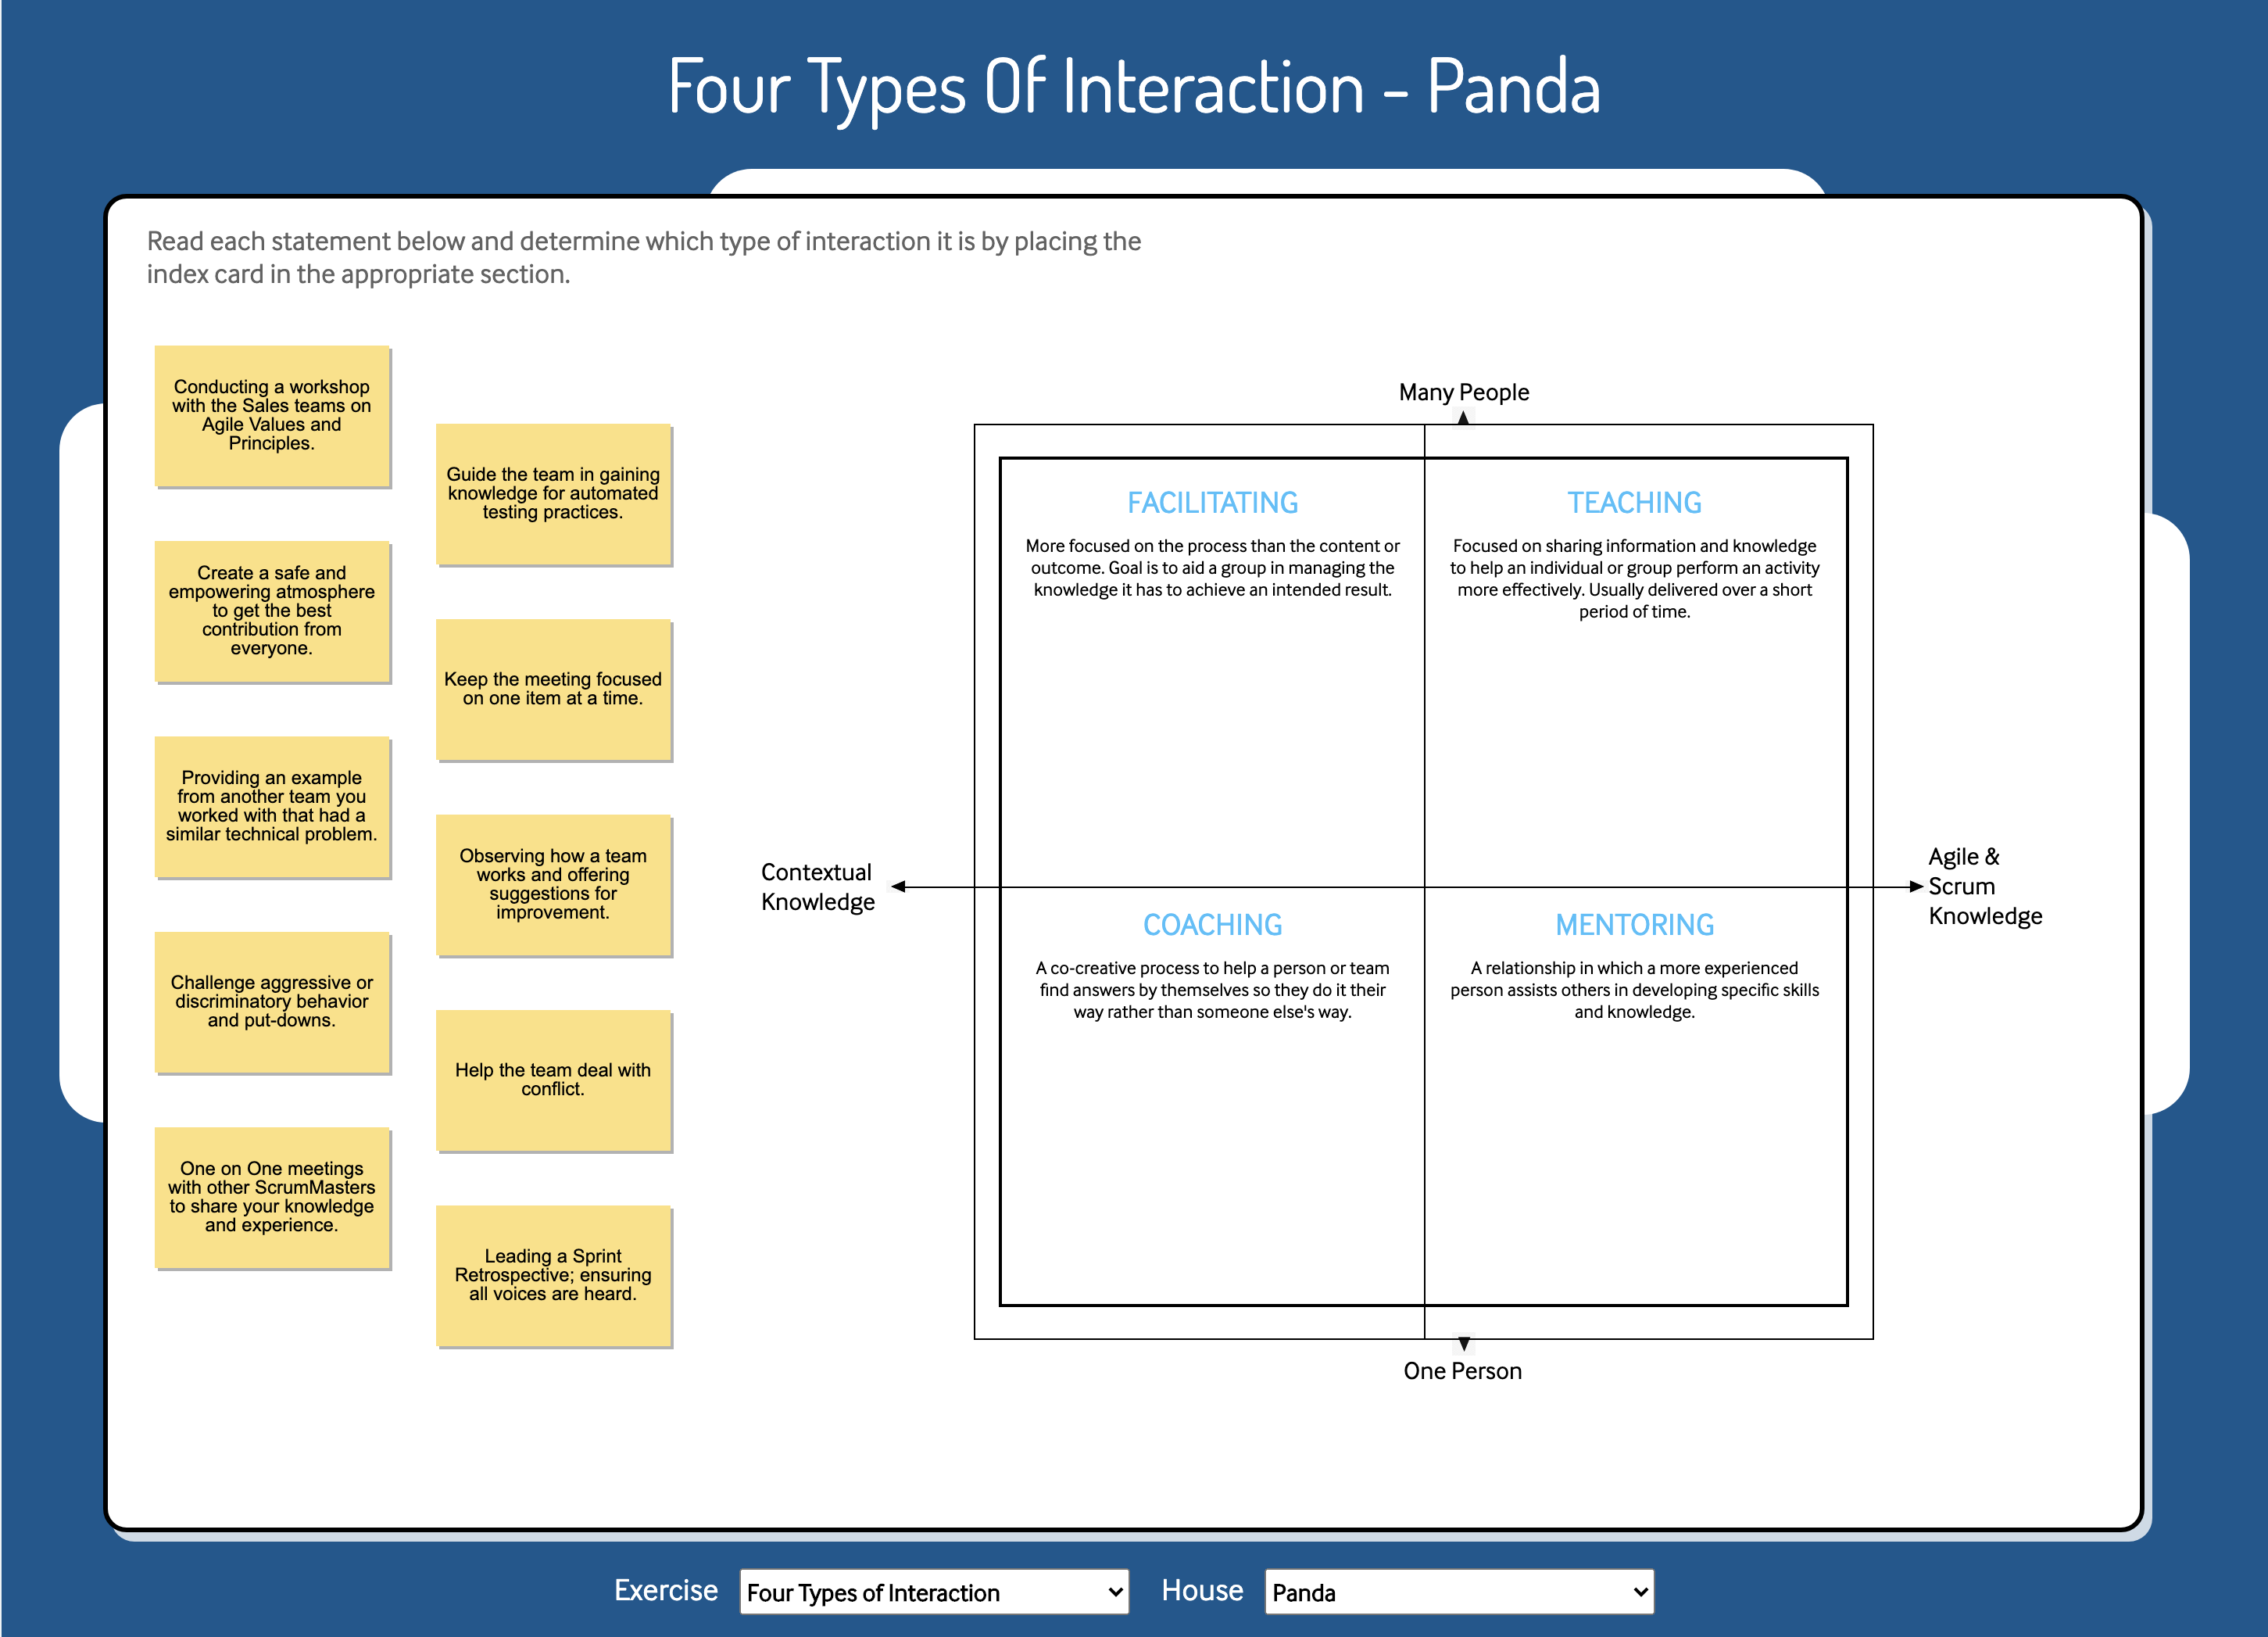 Four Types Of Interaction - Panda
Read each statement below and determine which type of interaction it is by placing the
index card in the appropriate section.
Conducting a workshop
with the Sales teams on
Agile Values and
Principles.
Create a safe and
empowering atmosphere
to get the best
contribution from
everyone.
Providing an example
from another team you
worked with that had a
similar technical problem.
Challenge aggressive or
discriminatory behavior
and put-downs.
One on One meetings
with other ScrumMasters
to share your knowledge
and experience.
Guide the team in gaining
knowledge for automated
testing practices.
Keep the meeting focused
on one item at a time.
Observing how a team
works and offering
suggestions for
improvement.
Help the team deal with
conflict.
Leading a Sprint
Retrospective; ensuring
all voices are heard.
Many People
FACILITATING
More focused on the process than the content or
outcome. Goal is to aid a group in managing the
knowledge it has to achieve an intended result.
TEACHING
Focused on sharing information and knowledge
to help an individual or group perform an activity
more effectively. Usually delivered over a short
period of time.
Contextual
Knowledge
Agile &
Scrum
Knowledge
COACHING
A co-creative process to help a person or team
find answers by themselves so they do it their
way rather than someone else's way.
MENTORING
A relationship in which a more experienced
person assists others in developing specific skills
and knowledge.
One Person
Exercise
Four Types of Interaction
House
Panda